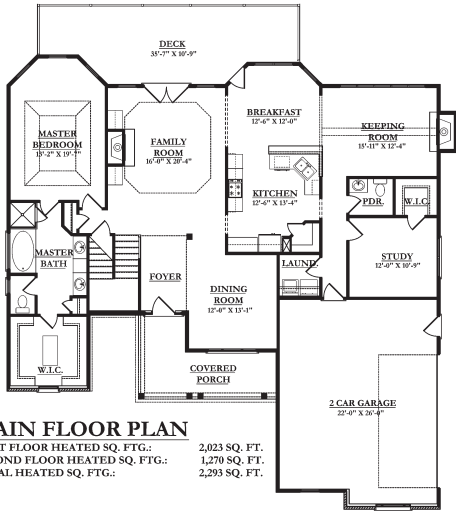 DECK
35'-7" X 10'-9"
BREAKFAST
12'-6" X 12'-0"
KEEPING
ROOM
15'-11" X 12'-4"
MASTER
BEDROOM
15'-2" X 19'-7"
FAMILY
ROOM
16'-0" X 20'-4"
KITCHEN
12'-6" X 13'-4"
PDR.
W.I.C.
MASTER
BATH
FOYER
LAUND.
STUDY
12'-0" X 10'-9"
DINING
ROOM
12'-0" X 13'-1"
W.I.C.
COVERED
PORCH
2 CAR GARAGE
22'-0" X 26'-0"
AIN FLOOR PLAN
T FLOOR HEATED SQ. FTG.: 2,023 SQ. FT.
OND FLOOR HEATED SQ. FTG.: 1,270 SQ. FT.
AL HEATED SQ. FTG.: 2,293 SQ. FT.